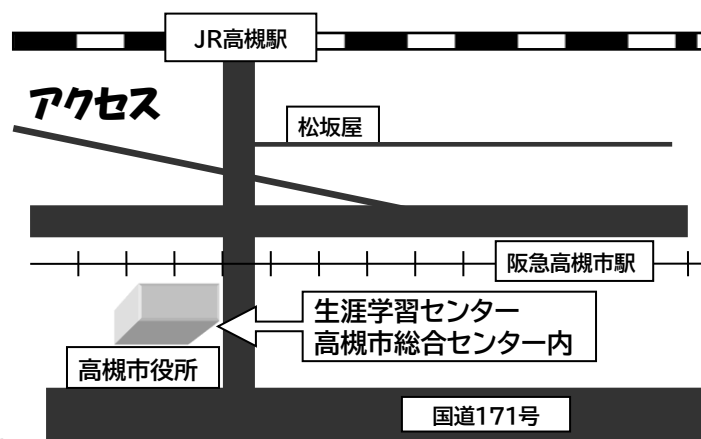 JR高槻駅
アクセス
松坂屋
阪急高槻市駅
生涯学習センター
高槻市総合センター内
高槻市役所
国道171号